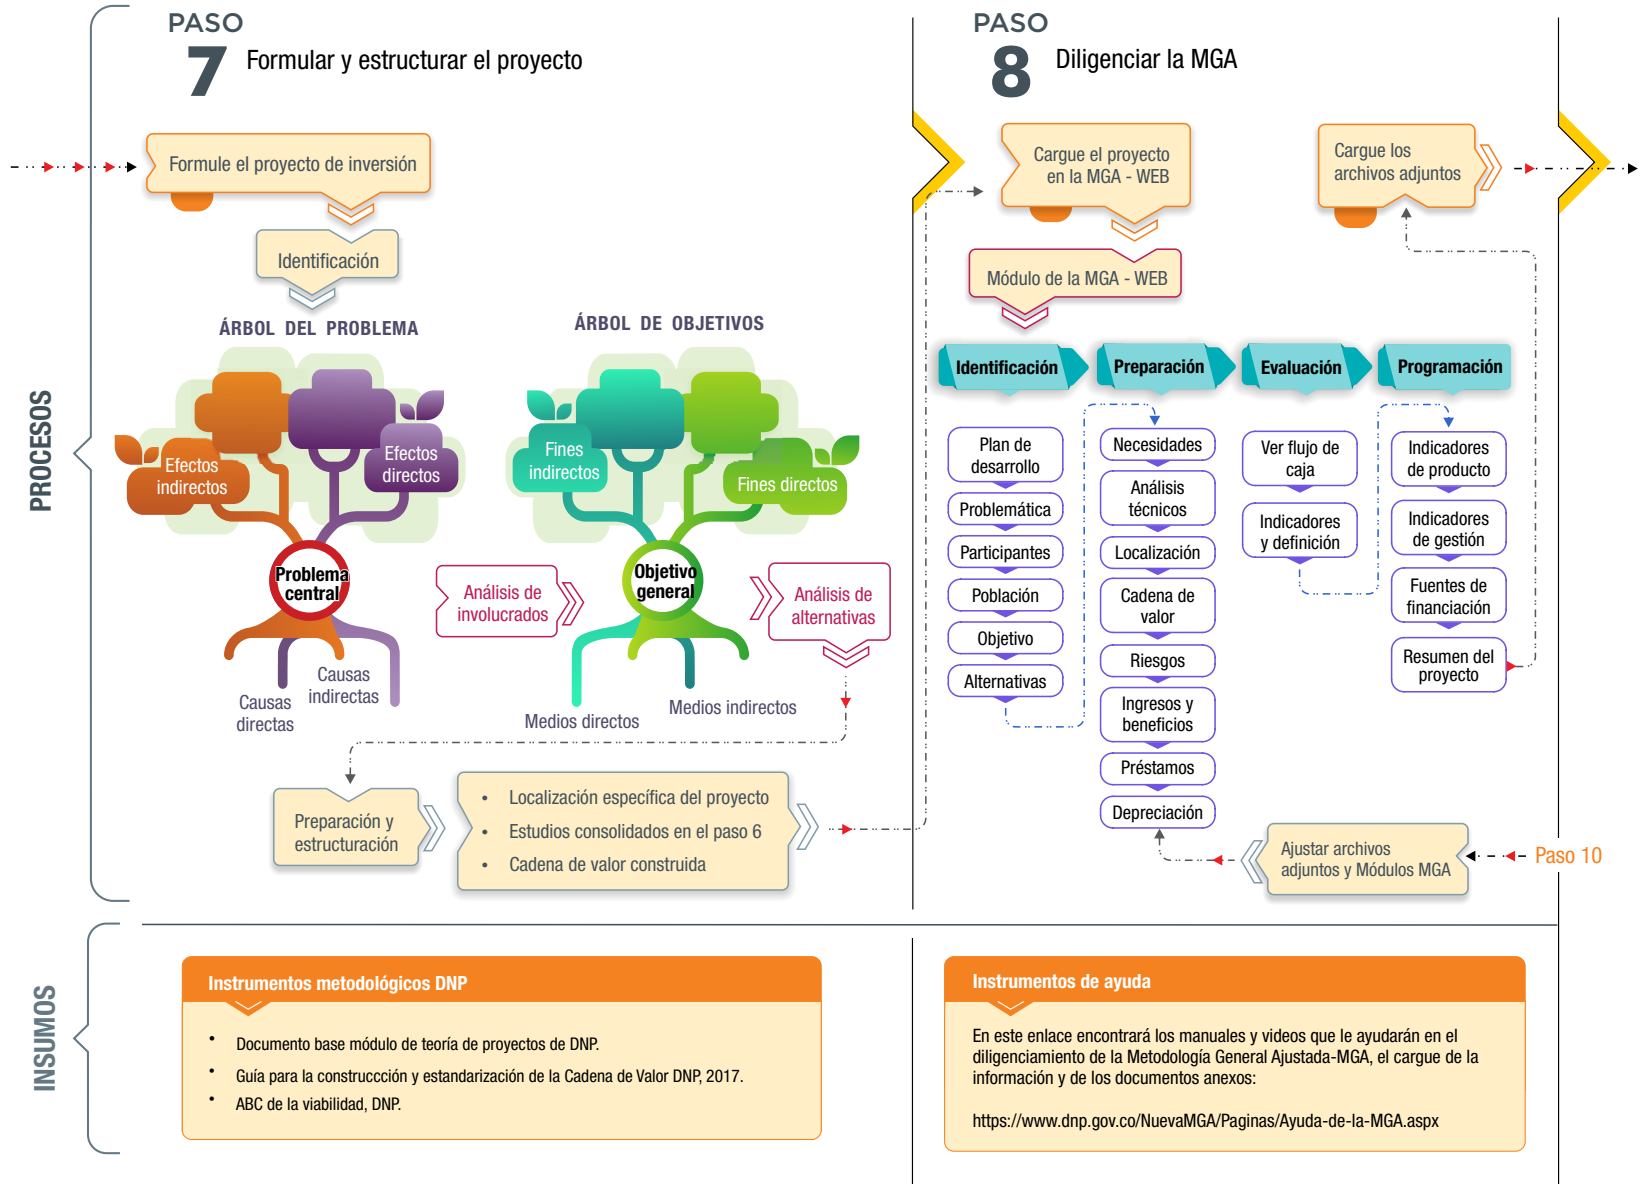 PASO
7
Formular y estructurar el proyecto
PROCESOS
Formule el proyecto de inversión
Identificación
ÁRBOL DEL PROBLEMA
ÁRBOL DE OBJETIVOS
Efectos
indirectos
Efectos
directos
Fines
indirectos
Fines directos
Problema
central
Análisis de
involucrados
Objetivo
general
Análisis de
alternativas
Causas
directas
Causas
indirectas
Medios directos
Medios indirectos
Preparación y
estructuración
• Localización específica del proyecto
• Estudios consolidados en el paso 6
• Cadena de valor construida
PASO
8
Diligenciar la MGA
Cargue el proyecto
en la MGA - WEB
Cargue los
archivos adjuntos
Módulo de la MGA - WEB
Identificación
Preparación
Evaluación
Programación
Plan de
desarrollo
Problemática
Participantes
Población
Objetivo
Alternativas
Necesidades
Análisis
técnicos
Localización
Cadena de
valor
Riesgos
Ingresos y
beneficios
Préstamos
Depreciación
Ver flujo de
caja
Indicadores
y definición
Indicadores
de producto
Indicadores
de gestión
Fuentes de
financiación
Resumen del
proyecto
Ajustar archivos
adjuntos y Módulos MGA
Paso 10
INSUMOS
Instrumentos metodológicos DNP
• Documento base módulo de teoría de proyectos de DNP.
• Guía para la construccción y estandarización de la Cadena de Valor DNP, 2017.
• ABC de la viabilidad, DNP.
Instrumentos de ayuda
En este enlace encontrará los manuales y videos que le ayudarán en el
diligenciamiento de la Metodología General Ajustada-MGA, el cargue de la
información y de los documentos anexos:
https://www.dnp.gov.co/NuevaMGA/Paginas/Ayuda-de-la-MGA.aspx